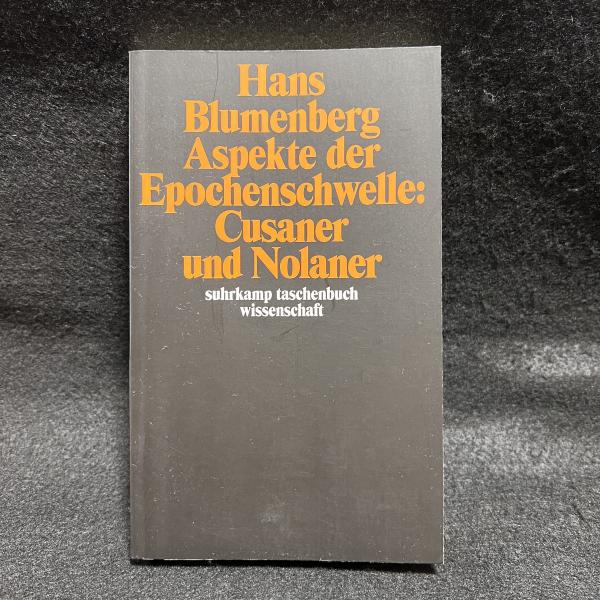 Hans
Blumenberg
Aspekte der
Epochenschwelle:
Cusaner
und Nolaner
suhrkamp taschenbuch
wissenschaft